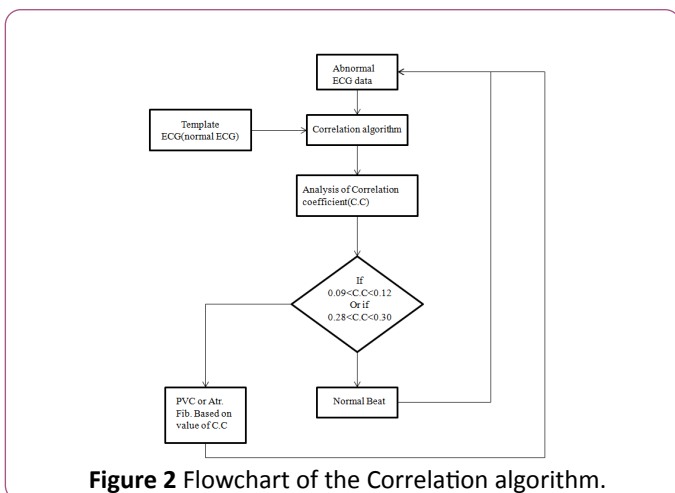 Abnormal
ECG data
Template
ECG(normal ECG)
Correlation algorithm
Analysis of Correlation
coefficient(C.C)
If
0.09<C.C<0.12
Or if
0.28<C.C<0.30
PVC or Atr.
Fib. Based on
value of C.C
Normal Beat
Figure 2 Flowchart of the Correlation algorithm.